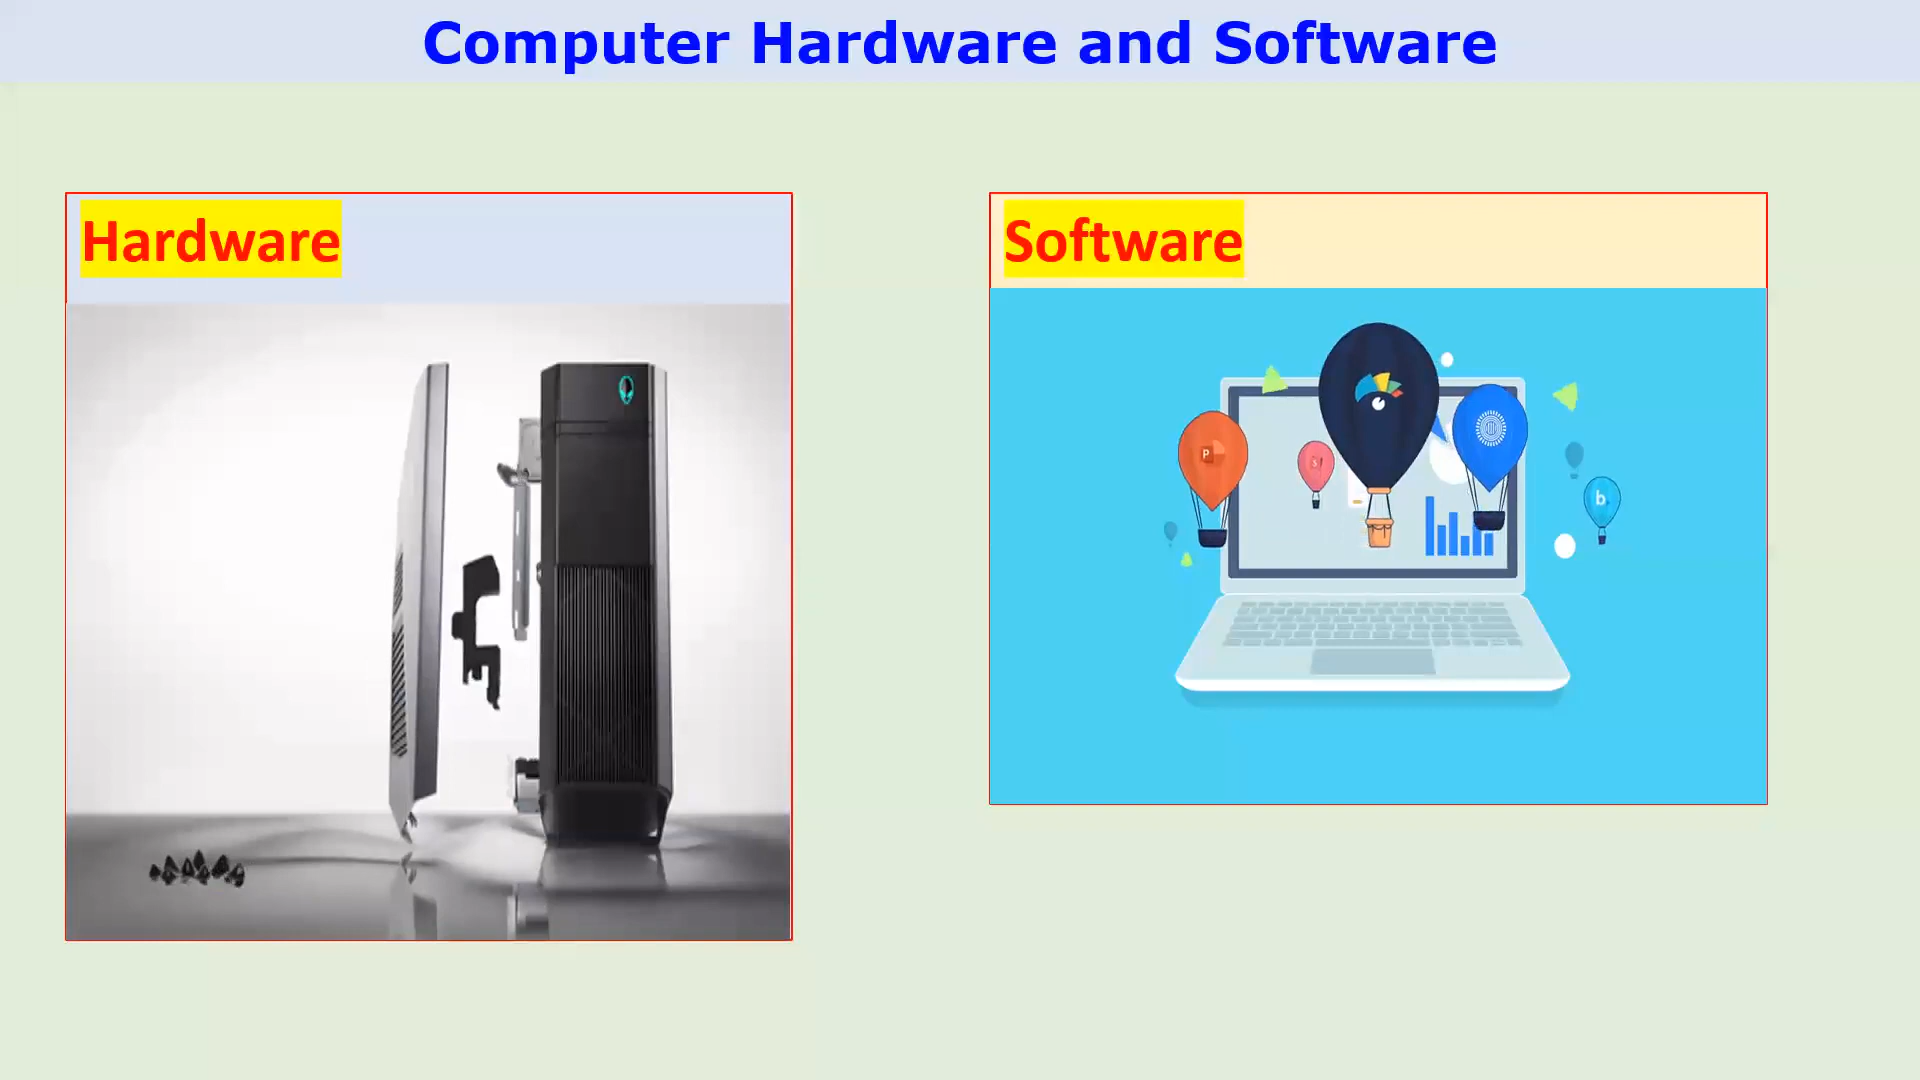 Computer Hardware and Software
Hardware
Software
P
b